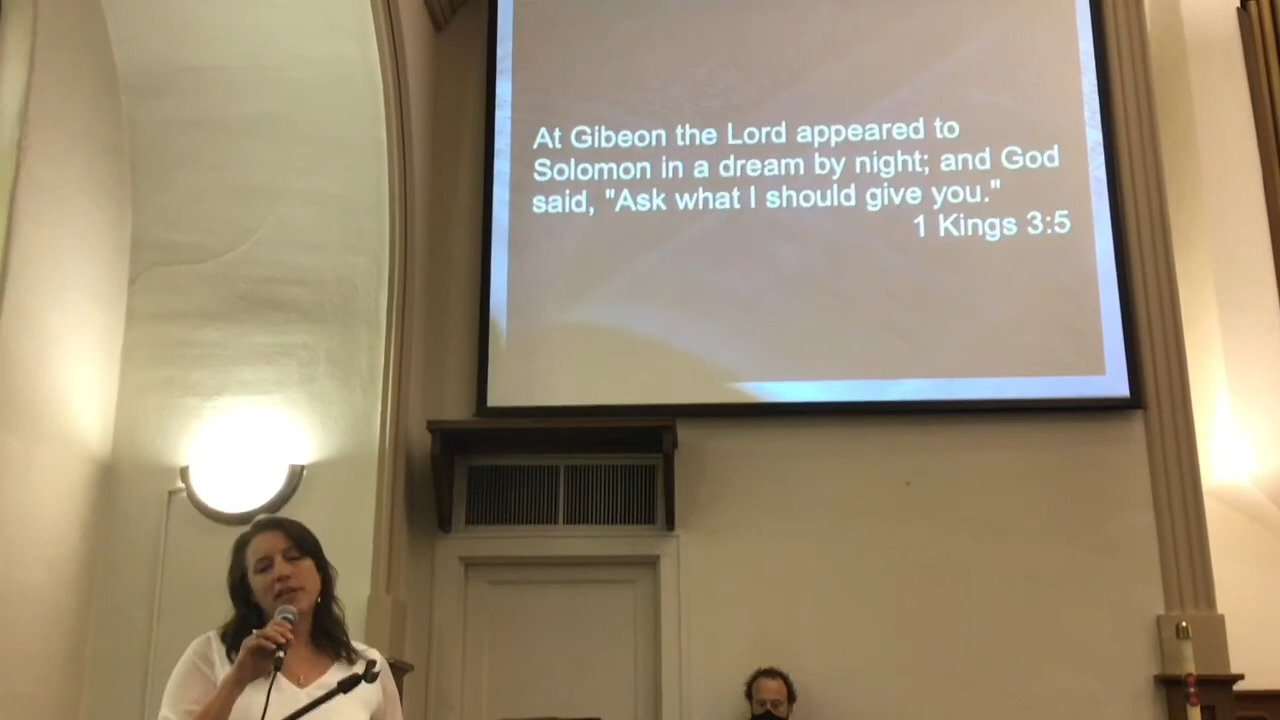 At Gibeon the Lord appeared to
Solomon in a dream by night; and God
said, "Ask what I should give you."
1 Kings 3:5